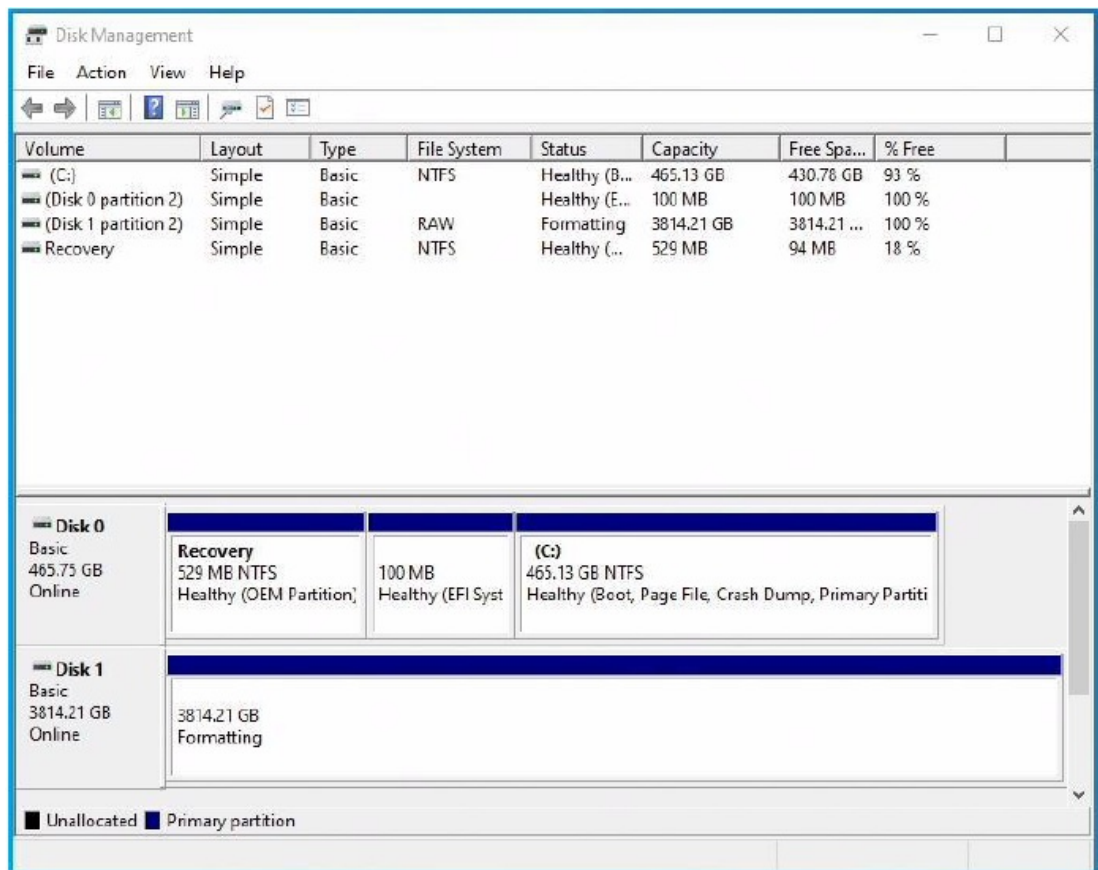 Disk Management
File Action View Help
Volume Layout Type File System Status Capacity Free Spa... % Free
(C:) Simple Basic NTFS Healthy (B... 465.13 GB 430.78 GB 93 %
(Disk 0 partition 2) Simple Basic Healthy (E... 100 MB 100 MB 100 %
(Disk 1 partition 2) Simple Basic RAW Formatting 3814.21 GB 3814.21 ... 100 %
Recovery Simple Basic NTFS Healthy (... 529 MB 94 MB 18 %
Disk 0
Basic
465.75 GB
Online
Recovery
529 MB NTFS
Healthy (OEM Partition)
100 MB
Healthy (EFI Syst
(C:)
465.13 GB NTFS
Healthy (Boot, Page File, Crash Dump, Primary Partiti
Disk 1
Basic
3814.21 GB
Online
3814.21 GB
Formatting
Unallocated Primary partition